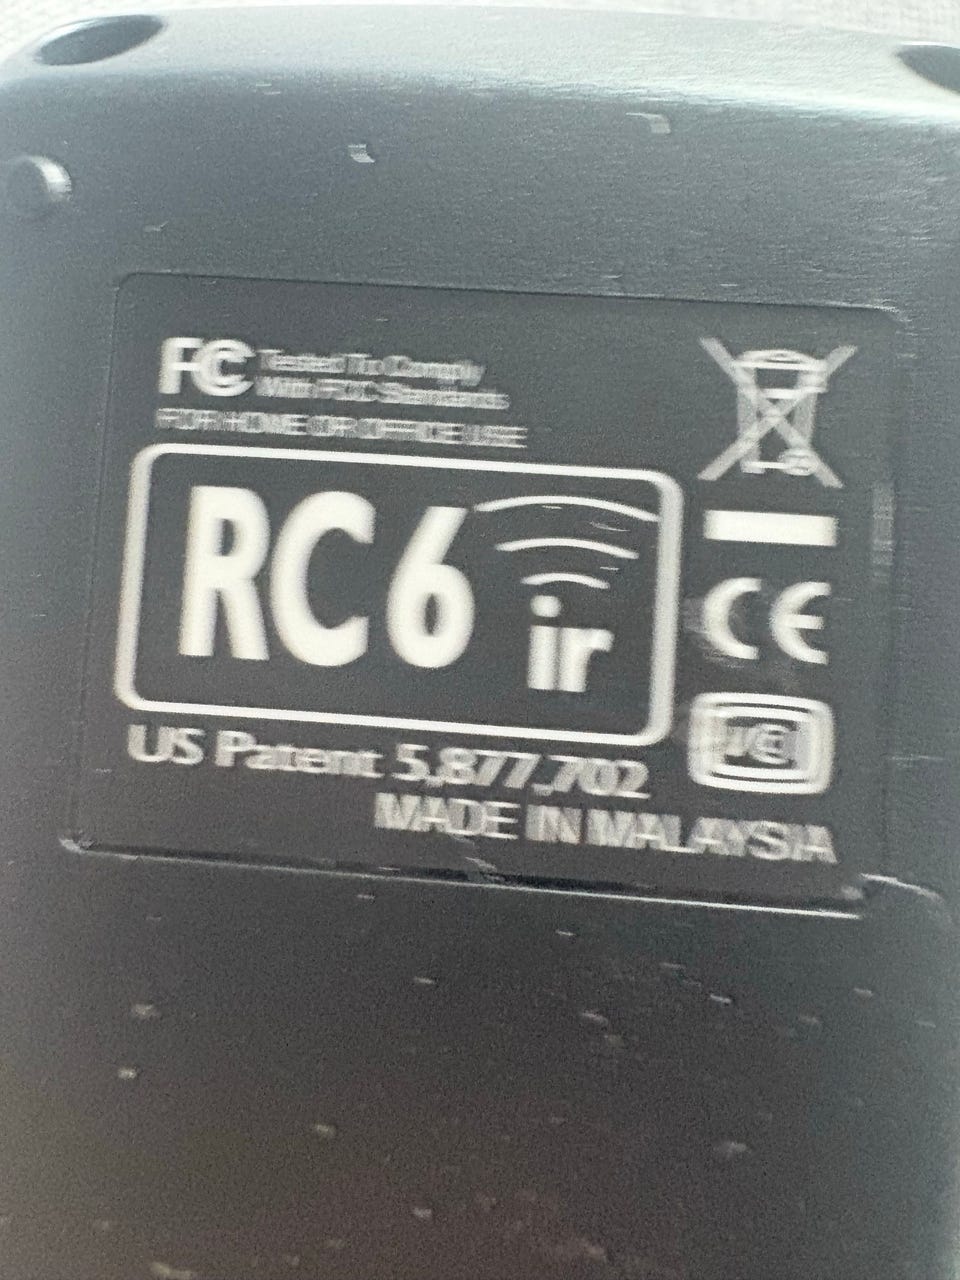 FC Tested To Comply
With FCC Standards
FOR HOME OR OFFICE USE
RC6
ir
CE
US Patent 5,877,702
MADE IN MALAYSIA